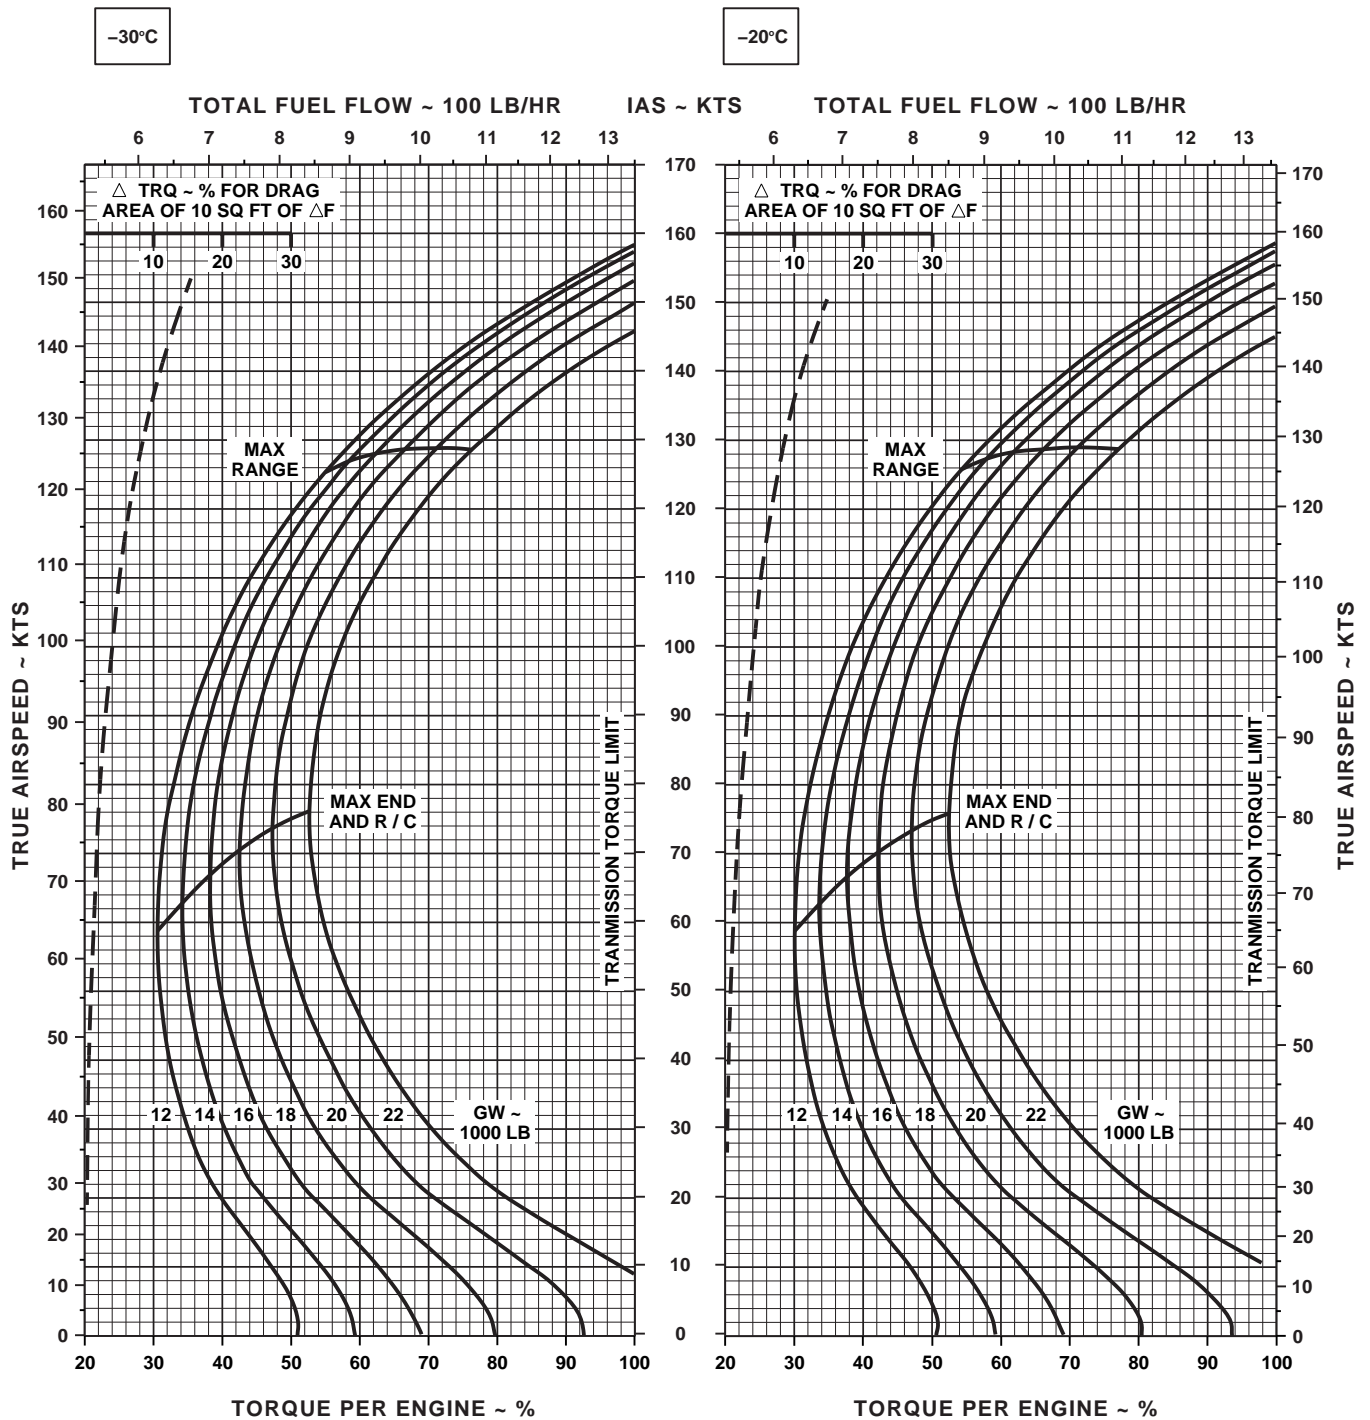 –30°C
–20°C
TOTAL FUEL FLOW ~ 100 LB/HR
IAS ~ KTS
TOTAL FUEL FLOW ~ 100 LB/HR
6 7 8 9 10 11 12 13
6 7 8 9 10 11 12 13
△ TRQ ~ % FOR DRAG
AREA OF 10 SQ FT OF △F
10 20 30
△ TRQ ~ % FOR DRAG
AREA OF 10 SQ FT OF △F
10 20 30
TRUE AIRSPEED ~ KTS
160
150
140
130
120
110
100
90
80
70
60
50
40
30
20
10
0
MAX
RANGE
MAX END
AND R / C
TRANMISSION TORQUE LIMIT
12 14 16 18 20 22
GW ~
1000 LB
170
160
150
140
130
120
110
100
90
80
70
60
50
40
30
20
10
0
MAX
RANGE
MAX END
AND R / C
TRANMISSION TORQUE LIMIT
12 14 16 18 20 22
GW ~
1000 LB
170
160
150
140
130
120
110
100
90
80
70
60
50
40
30
20
10
0
TRUE AIRSPEED ~ KTS
20 30 40 50 60 70 80 90 100
20 30 40 50 60 70 80 90 100
TORQUE PER ENGINE ~ %
TORQUE PER ENGINE ~ %